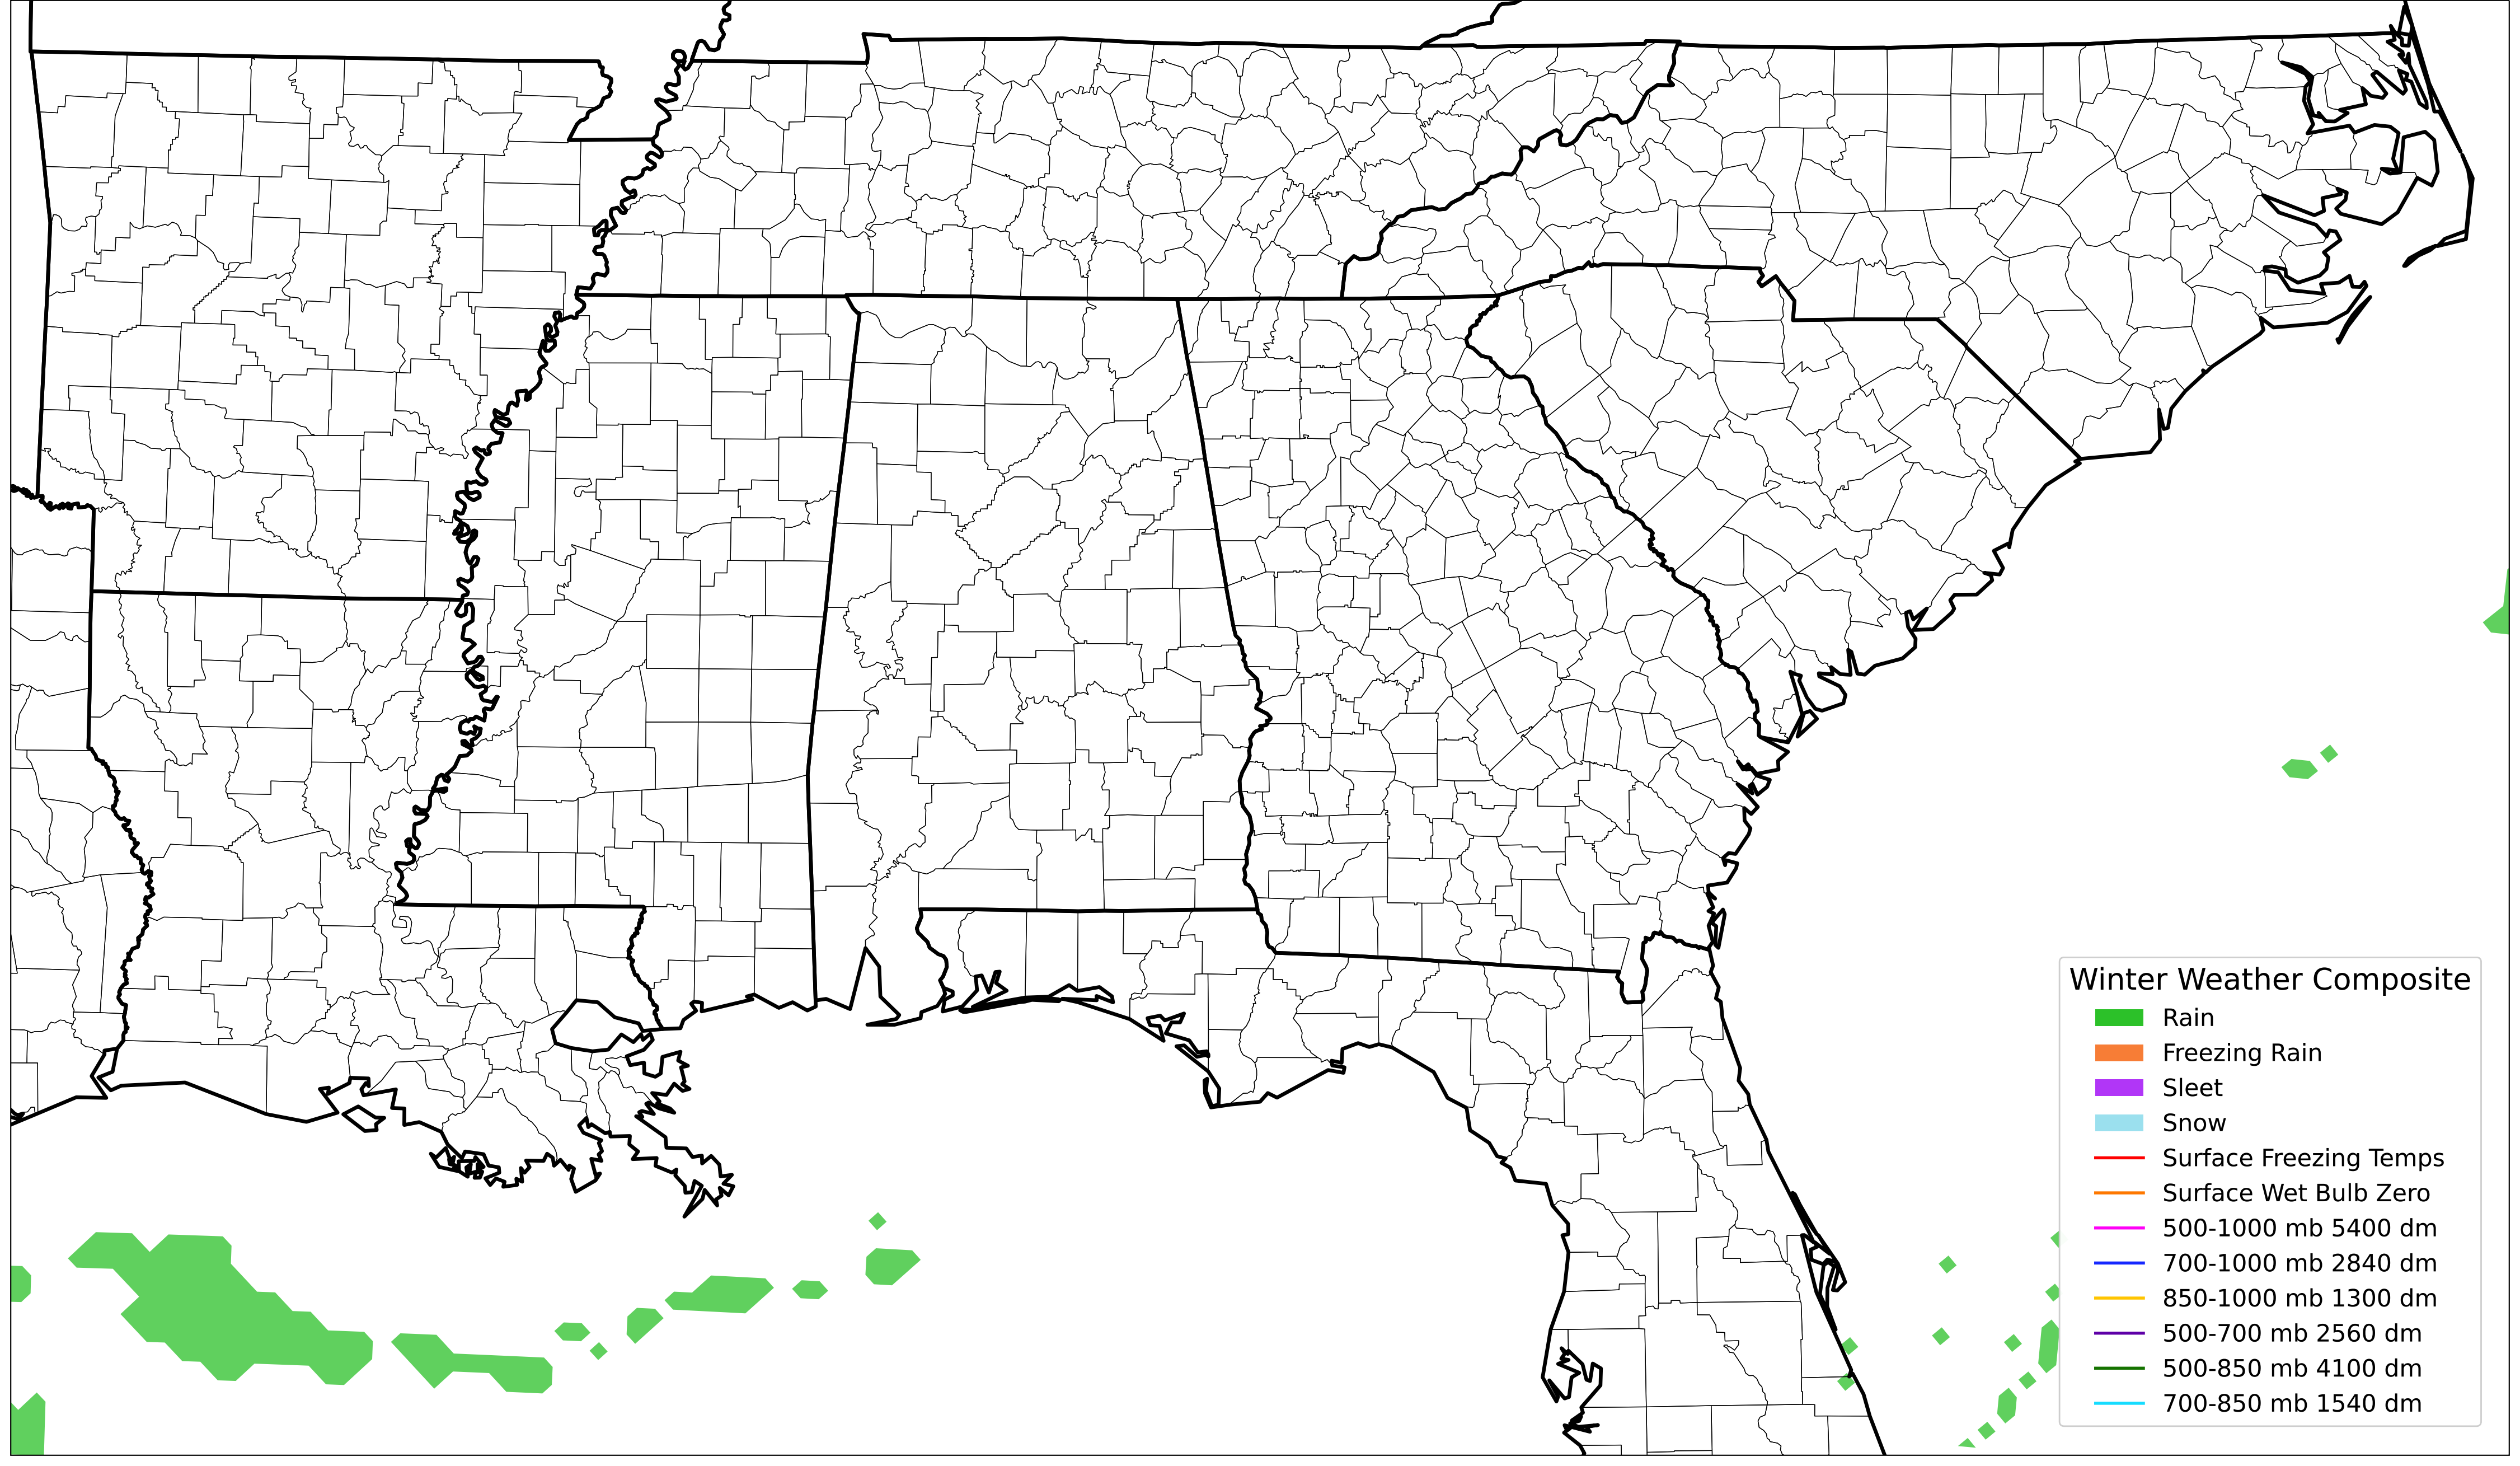 Winter Weather Composite
Rain
Freezing Rain
Sleet
Snow
Surface Freezing Temps
Surface Wet Bulb Zero
500-1000 mb 5400 dm
700-1000 mb 2840 dm
850-1000 mb 1300 dm
500-700 mb 2560 dm
500-850 mb 4100 dm
700-850 mb 1540 dm